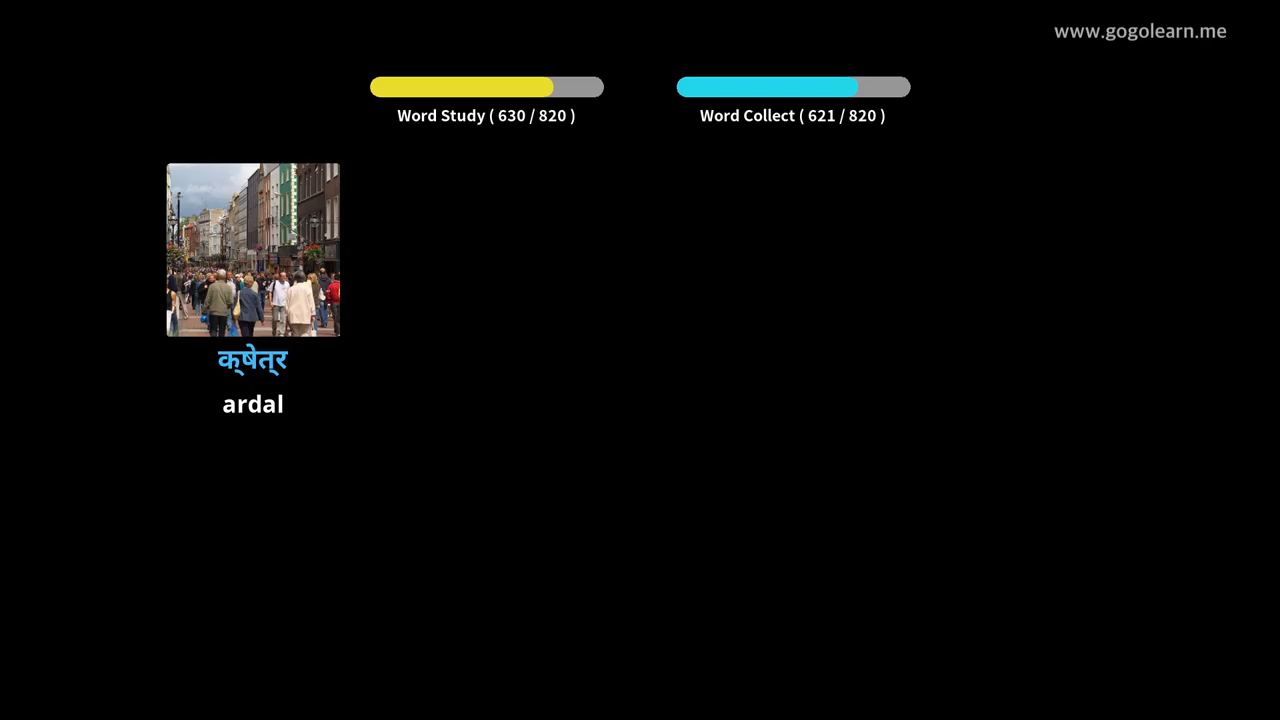 www.gogolearn.me
Word Study ( 630 / 820 )
Word Collect ( 621 / 820 )
क्षेत्र
ardal